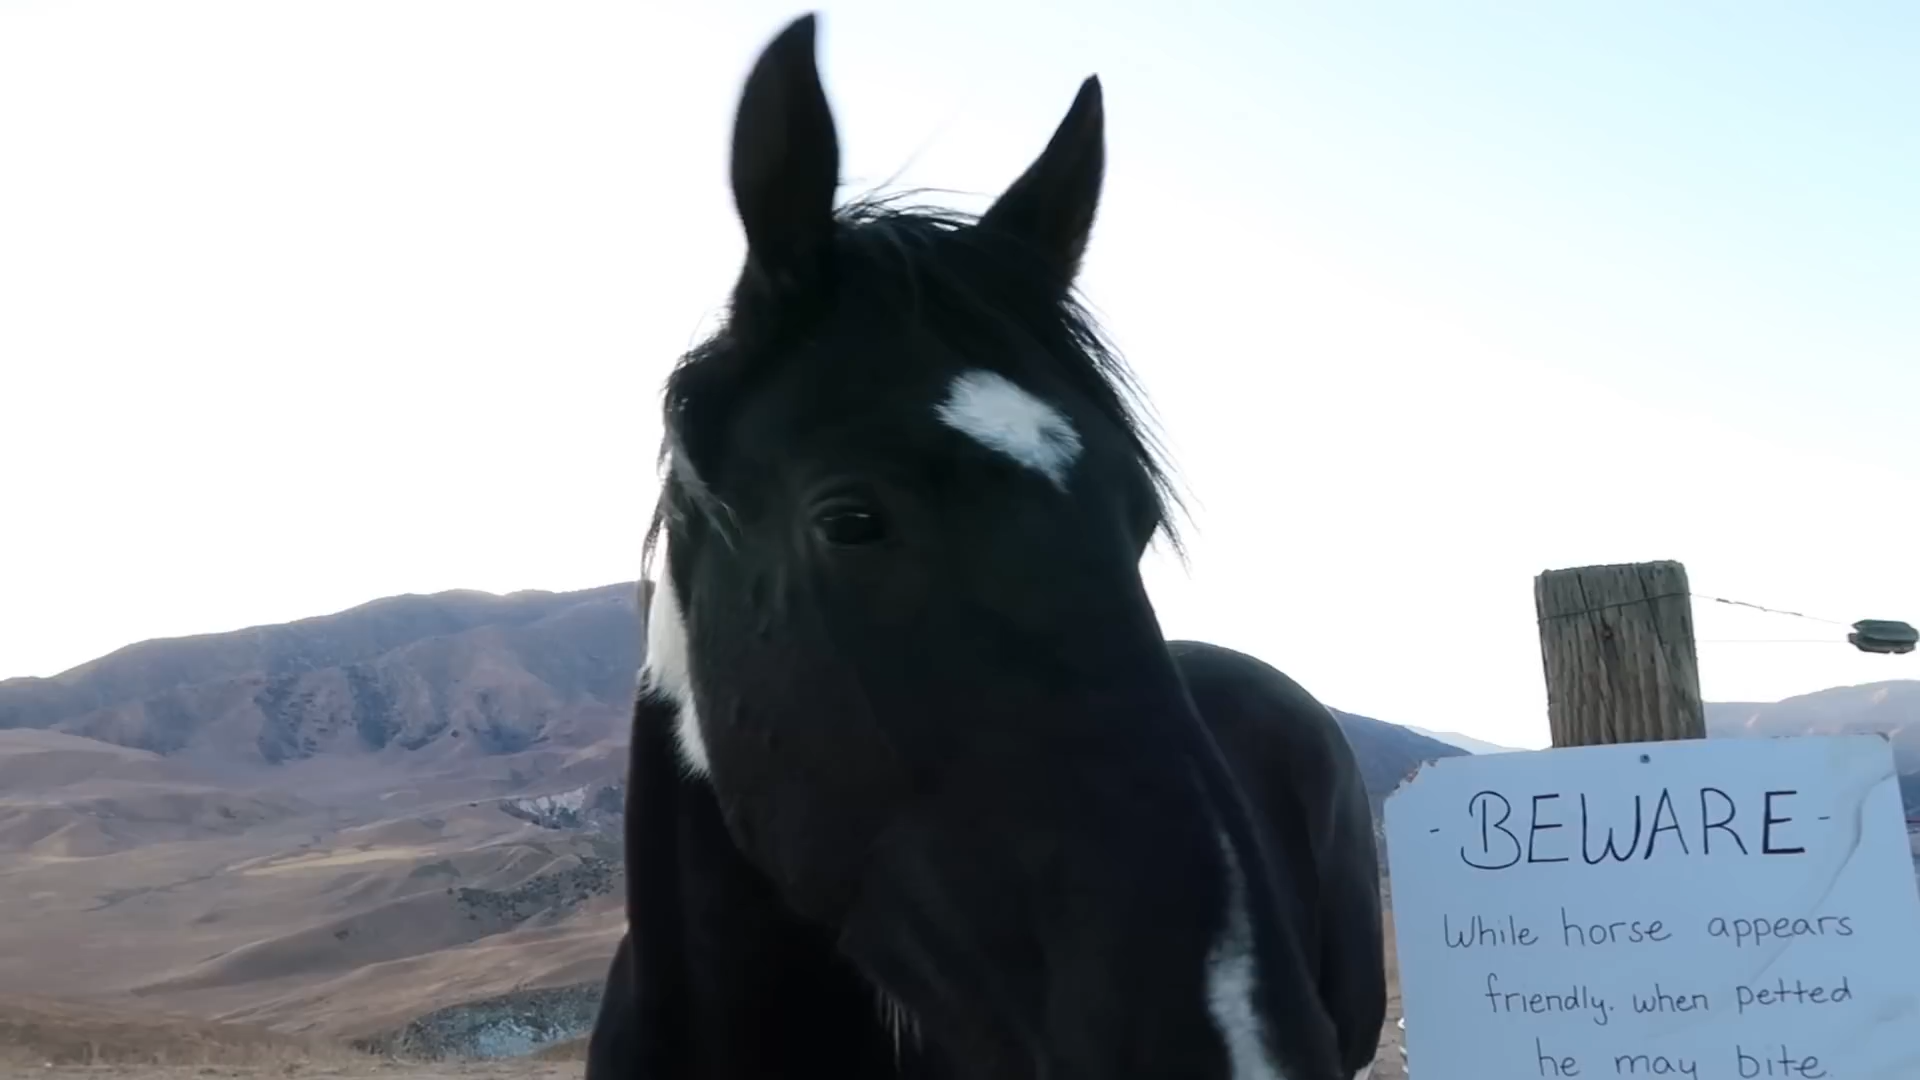 - BEWARE -
While horse appears
friendly. when petted
he may bite.